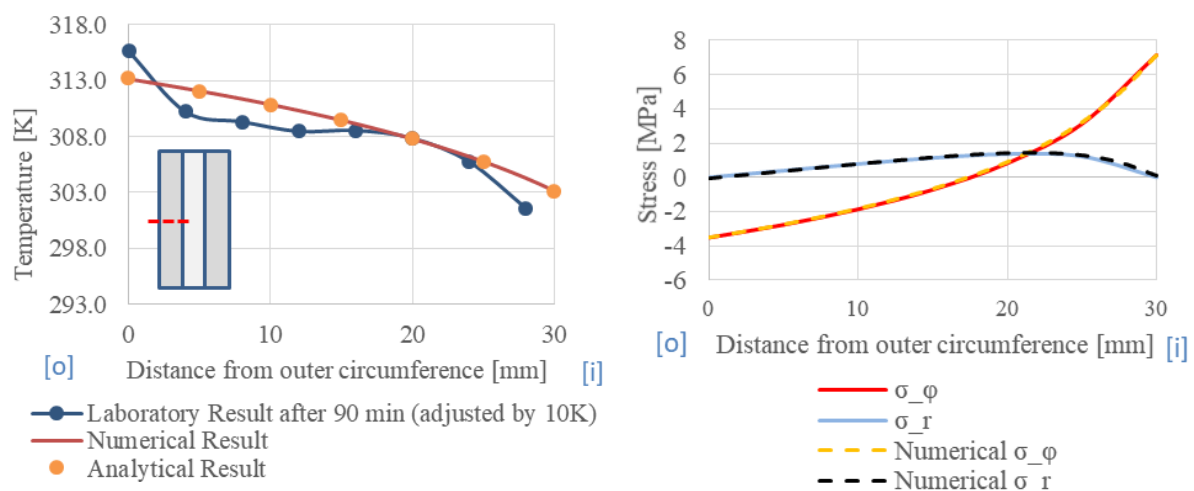 318.0
313.0
308.0
303.0
298.0
293.0
Temperature [K]
0
10
20
30
[o]
Distance from outer circumference [mm]
[i]
Laboratory Result after 90 min (adjusted by 10K)
Numerical Result
Analytical Result
8
6
4
2
0
-2
-4
-6
Stress [MPa]
0
10
20
30
[o]
Distance from outer circumference [mm]
[i]
σ_φ
σ_r
Numerical σ_φ
Numerical σ_r